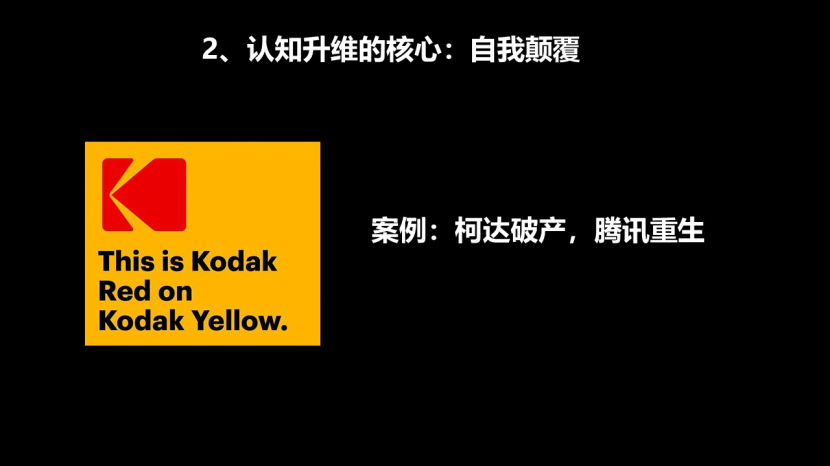 2、认知升维的核心：自我颠覆
This is Kodak
Red on
Kodak Yellow.
案例：柯达破产，腾讯重生